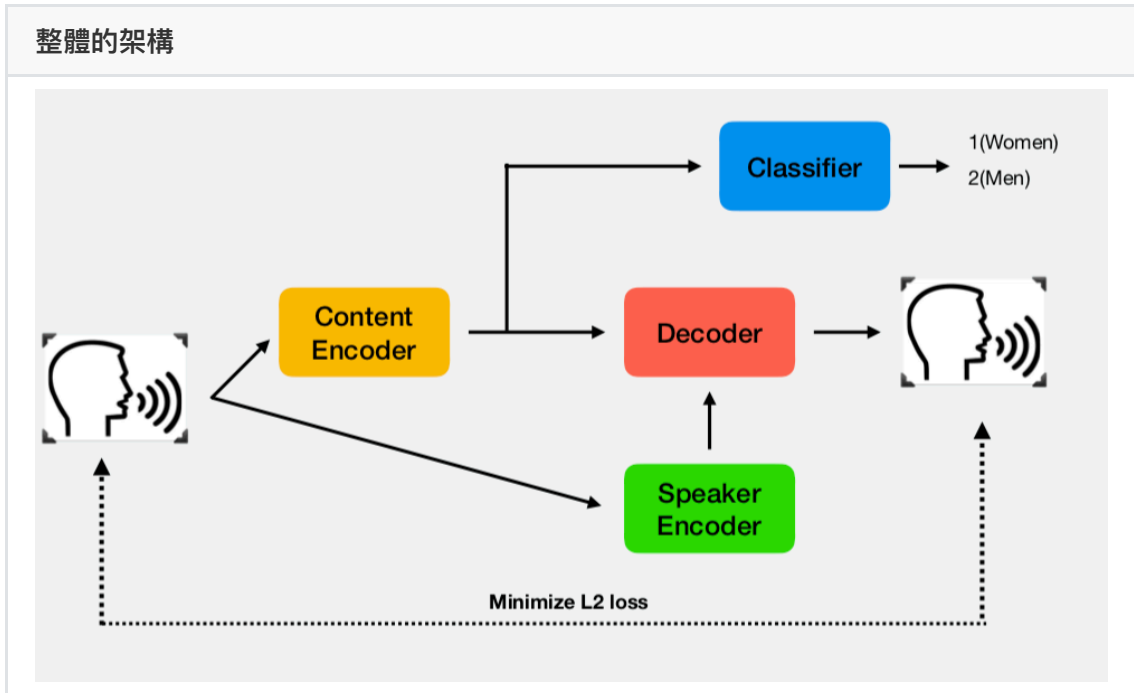 整體的架構
Classifier
1(Women)
2(Men)
Content
Encoder
Decoder
Speaker
Encoder
Minimize L2 loss